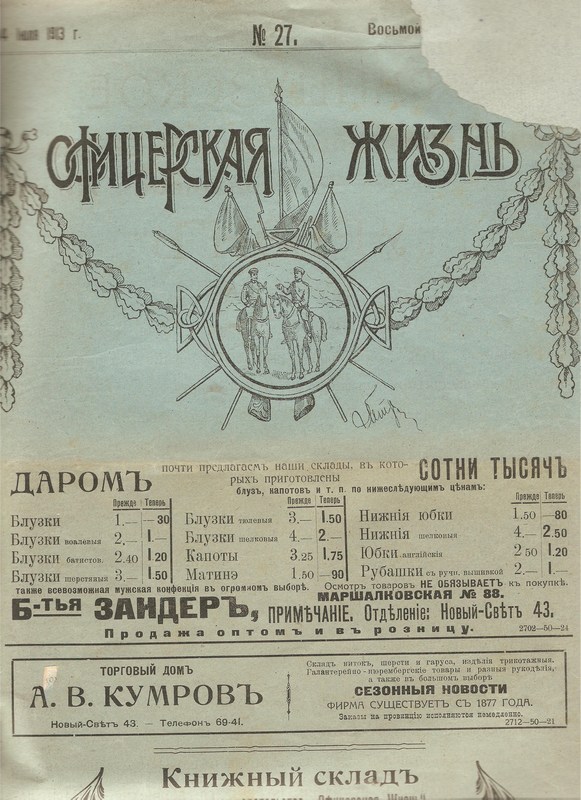 Іюля 1913 г.
№ 27.
Восьмой
ОФИЦЕРСКАЯ ЖИЗНЬ
ДАРОМЪ почти предлагаемъ наши склады, въ кото-
рыхъ приготовлены СОТНИ ТЫСЯЧЪ
блузъ, капотовъ и т. п. по нижеслѣдующимъ цѣнамъ:
Прежде Теперь
Блузки 1.— —30
Блузки воалевыя 2.— 1.—
Блузки батистов. 2.40 1.20
Блузки шерстяныя 3.— 1.50
Прежде Теперь
Блузки тюлевыя 3.— 1.50
Блузки шелковыя 4.— 2.—
Капоты 3.25 1.75
Матинэ 1.50 —90
Прежде Теперь
Нижнія юбки 1.50 —80
Нижнія шелковыя 4.— 2.50
Юбки англійскія 2 50 1.20
Рубашки съ ручн. вышивкой 2.— 1.—
также всевозможная мужская конфекція въ огромномъ выборѣ. Осмотръ товаровъ НЕ ОБЯЗЫВАЕТЪ къ покупкѣ.
Б-тья ЗАНДЕРЪ, МАРШАЛКОВСКАЯ № 88.
ПРИМѢЧАНІЕ. Отдѣленіе: Новый-Свѣтъ 43.
Продажа оптомъ и въ розницу. 2702—50—24
ТОРГОВЫЙ ДОМЪ
А. В. КУМРОВЪ
Новый-Свѣтъ 43. — Телефонъ 69-41.
Складъ нитокъ, шерсти и гаруса, издѣлія трикотажныя.
Галантерейно-нюренбергскіе товары и разныя рукодѣлія,
а также въ большомъ выборѣ
СЕЗОННЫЯ НОВОСТИ
ФИРМА СУЩЕСТВУЕТЪ СЪ 1877 ГОДА.
Заказы на провинцію исполняются немедленно. 2712—50—21
Книжный складъ
„Офицерская Жизнь“